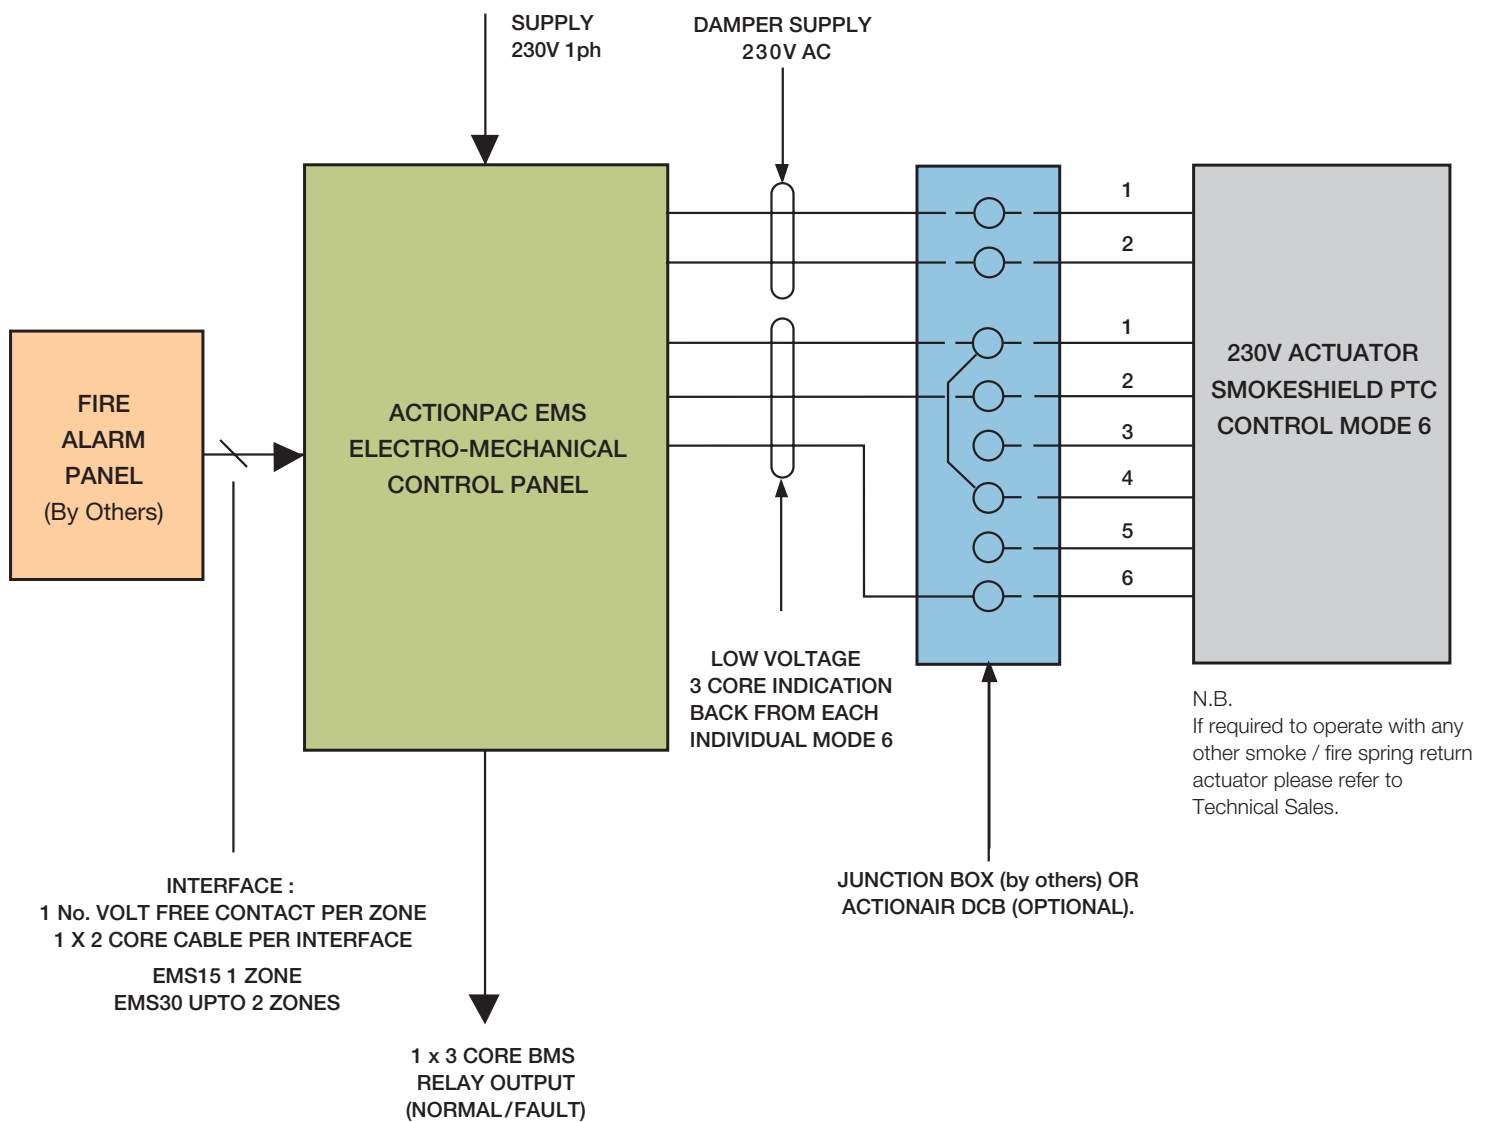 SUPPLY
230V 1ph
DAMPER SUPPLY
230V AC
FIRE
ALARM
PANEL
(By Others)
ACTIONPAC EMS
ELECTRO-MECHANICAL
CONTROL PANEL
1
2
1
2
3
4
5
6
230V ACTUATOR
SMOKESHIELD PTC
CONTROL MODE 6
LOW VOLTAGE
3 CORE INDICATION
BACK FROM EACH
INDIVIDUAL MODE 6
N.B.
If required to operate with any
other smoke / fire spring return
actuator please refer to
Technical Sales.
JUNCTION BOX (by others) OR
ACTIONAIR DCB (OPTIONAL).
INTERFACE :
1 No. VOLT FREE CONTACT PER ZONE
1 X 2 CORE CABLE PER INTERFACE
EMS15 1 ZONE
EMS30 UPTO 2 ZONES
1 x 3 CORE BMS
RELAY OUTPUT
(NORMAL/FAULT)